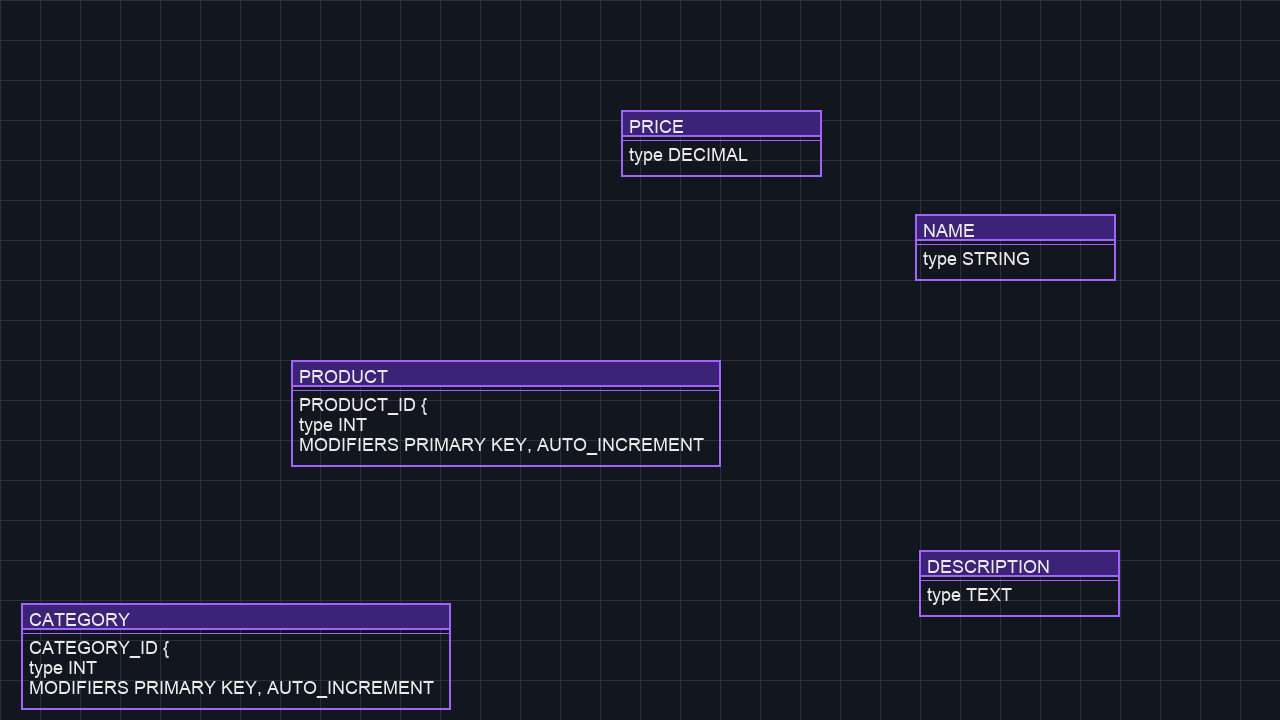 PRICE
type DECIMAL
NAME
type STRING
PRODUCT
PRODUCT_ID {
type INT
MODIFIERS PRIMARY KEY, AUTO_INCREMENT
DESCRIPTION
type TEXT
CATEGORY
CATEGORY_ID {
type INT
MODIFIERS PRIMARY KEY, AUTO_INCREMENT